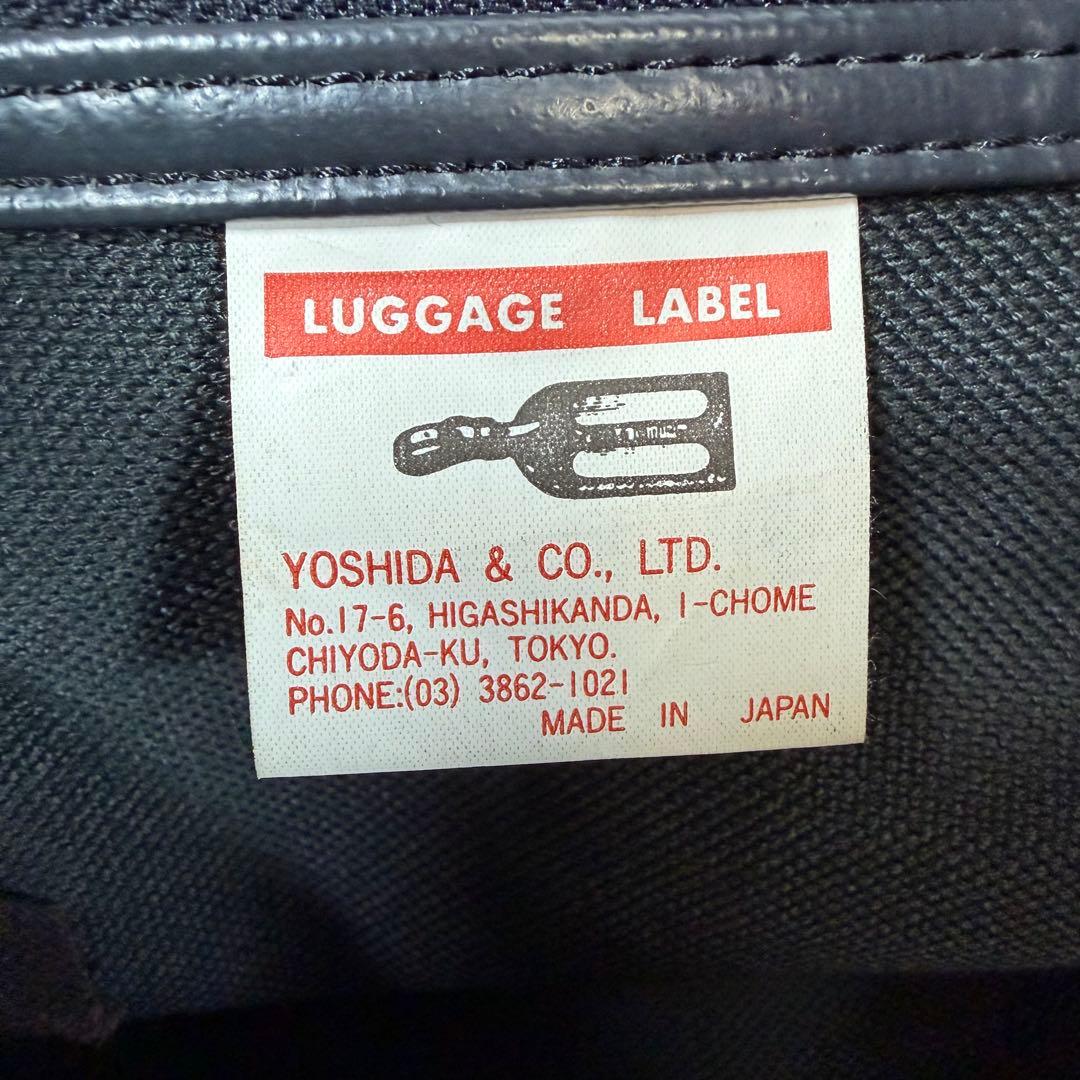 LUGGAGE LABEL
YOSHIDA & CO., LTD.
No.17-6, HIGASHIKANDA, 1-CHOME
CHIYODA-KU, TOKYO.
PHONE:(03) 3862-1021
MADE IN JAPAN